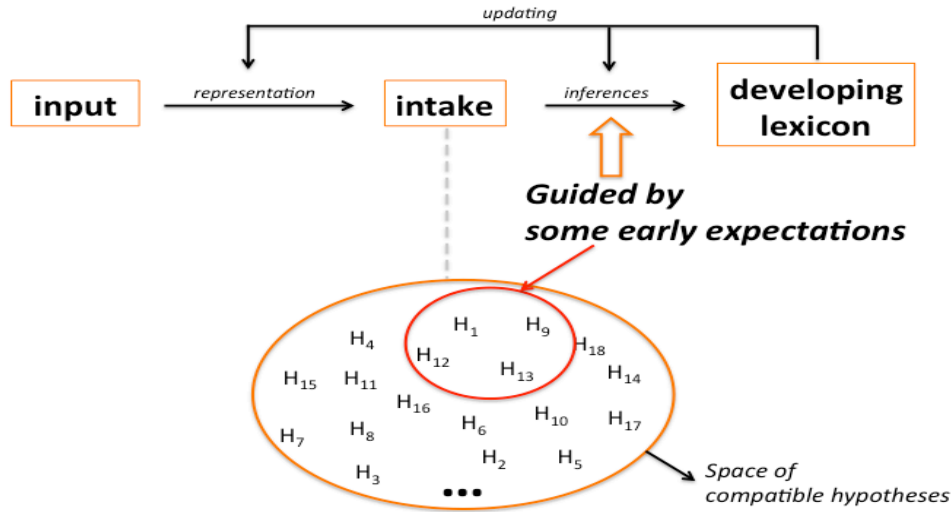 updating
input
representation
intake
inferences
developing
lexicon
Guided by
some early expectations
H₁
H₉
H₄
H₁₂
H₁₈
H₁₃
H₁₄
H₁₅
H₁₁
H₁₆
H₁₀
H₁₇
H₆
H₇
H₈
H₂
H₅
H₃
...
Space of
compatible hypotheses